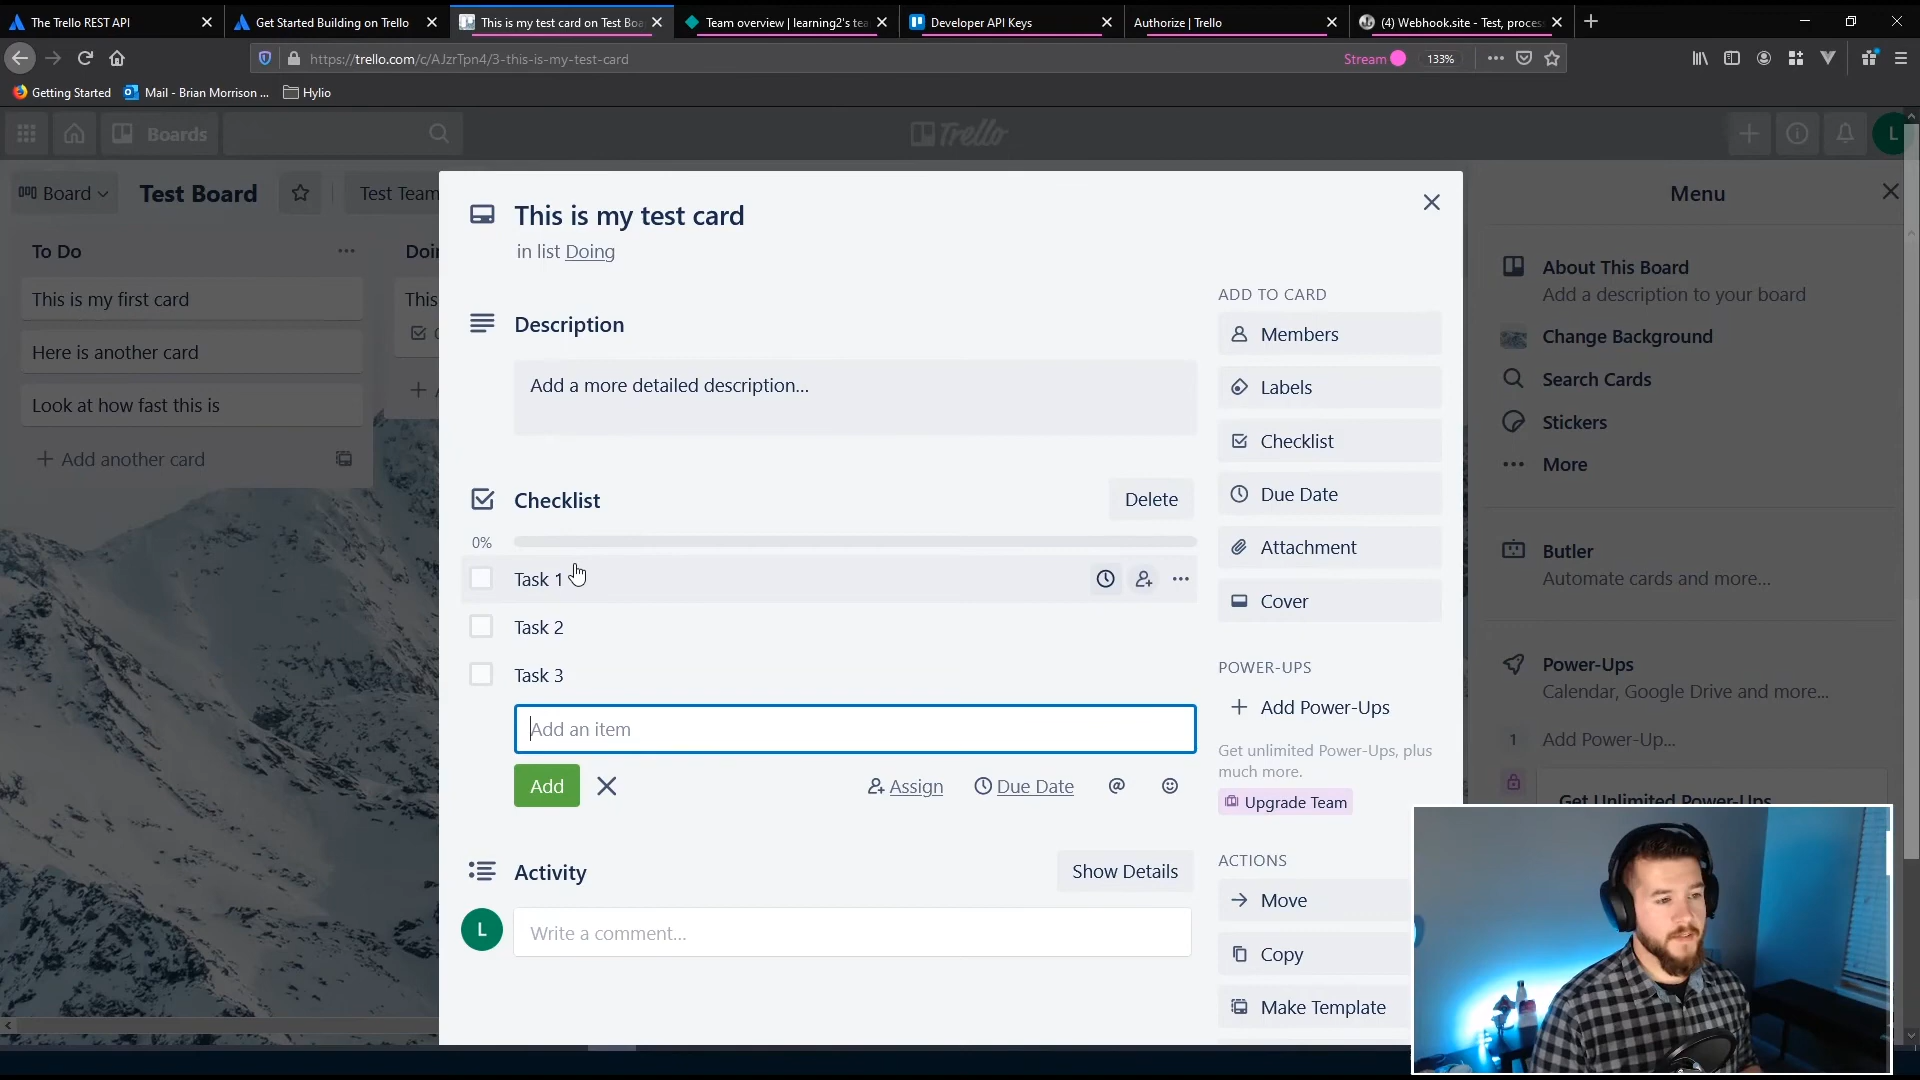 The Trello REST API
Get Started Building on Trello
This is my test card on Test Boa
Team overview | learning2's tea
Developer API Keys
Authorize | Trello
(4) Webhook.site - Test, proces
https://trello.com/c/AJzrTpn4/3-this-is-my-test-card
Stream
133%
Getting Started
Mail - Brian Morrison ...
Hylio
Boards
Trello
L
Board
Test Board
Test Team
Menu
To Do
This is my first card
Here is another card
Look at how fast this is
Add another card
Doin
This
This is my test card
in list Doing
Description
Add a more detailed description...
Checklist
Delete
0%
Task 1
Task 2
Task 3
Add an item
Add
Assign
Due Date
@
Activity
Show Details
L
Write a comment...
ADD TO CARD
Members
Labels
Checklist
Due Date
Attachment
Cover
POWER-UPS
Add Power-Ups
Get unlimited Power-Ups, plus
much more.
Upgrade Team
ACTIONS
Move
Copy
Make Template
About This Board
Add a description to your board
Change Background
Search Cards
Stickers
More
Butler
Automate cards and more...
Power-Ups
Calendar, Google Drive and more...
1
Add Power-Up...
Get Unlimited Power-Ups